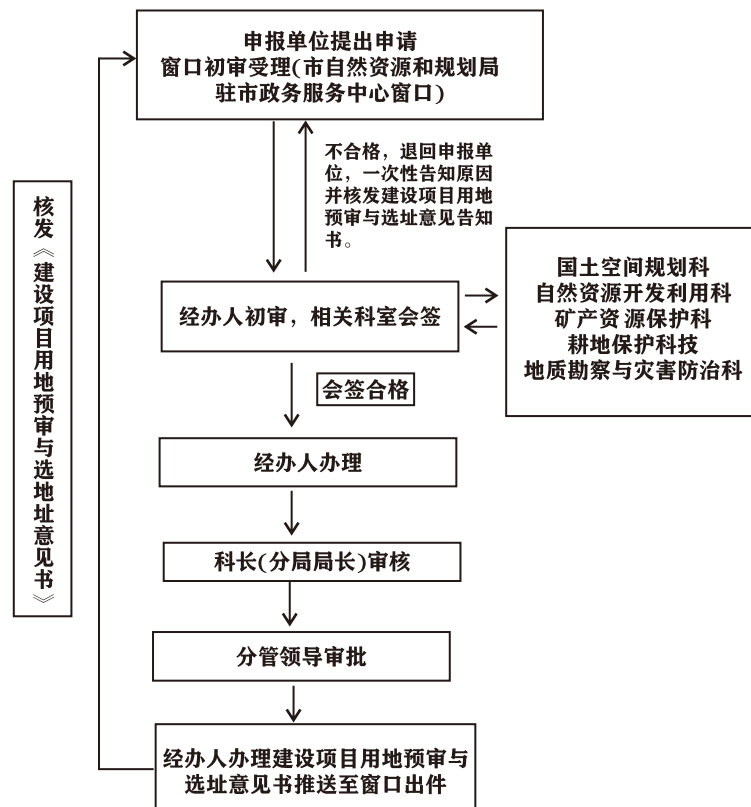 申报单位提出申请
窗口初审受理(市自然资源和规划局
驻市政务服务中心窗口)
不合格，退回申报单
位，一次性告知原因
并核发建设项目用地
预审与选址意见告知
书。
核发《建设项目用地预审与选地址意见书》
经办人初审，相关科室会签
国土空间规划科
自然资源开发利用科
矿产资源保护科
耕地保护科技
地质勘察与灾害防治科
会签合格
经办人办理
科长(分局局长)审核
分管领导审批
经办人办理建设项目用地预审与
选址意见书推送至窗口出件